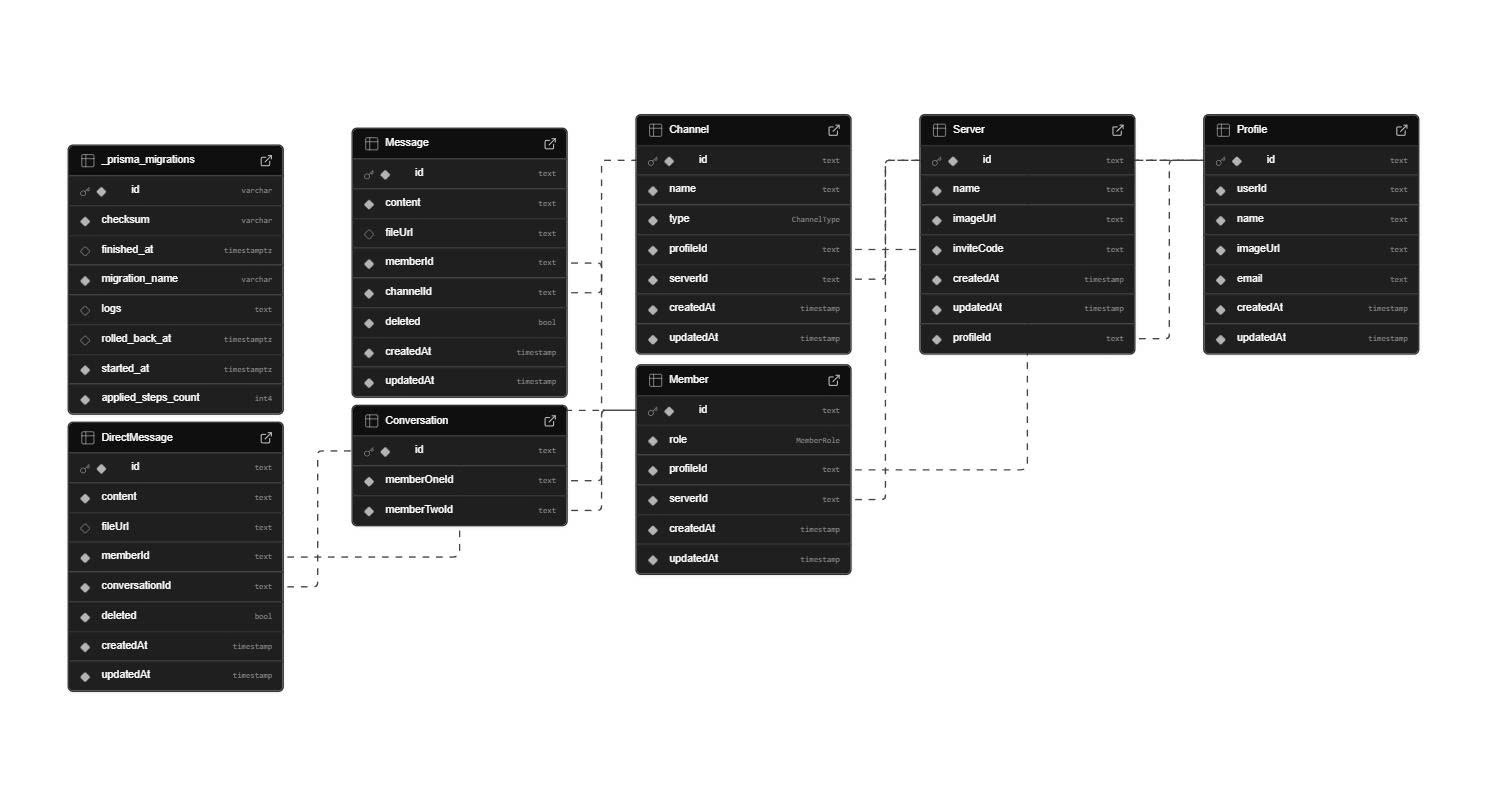 _prisma_migrations
id varchar
checksum varchar
finished_at timestamptz
migration_name varchar
logs text
rolled_back_at timestamptz
started_at timestamptz
applied_steps_count int4
DirectMessage
id text
content text
fileUrl text
memberId text
conversationId text
deleted bool
createdAt timestamp
updatedAt timestamp
Message
id text
content text
fileUrl text
memberId text
channelId text
deleted bool
createdAt timestamp
updatedAt timestamp
Conversation
id text
memberOneId text
memberTwoId text
Channel
id text
name text
type ChannelType
profileId text
serverId text
createdAt timestamp
updatedAt timestamp
Member
id text
role MemberRole
profileId text
serverId text
createdAt timestamp
updatedAt timestamp
Server
id text
name text
imageUrl text
inviteCode text
createdAt timestamp
updatedAt timestamp
profileId text
Profile
id text
userId text
name text
imageUrl text
email text
createdAt timestamp
updatedAt timestamp